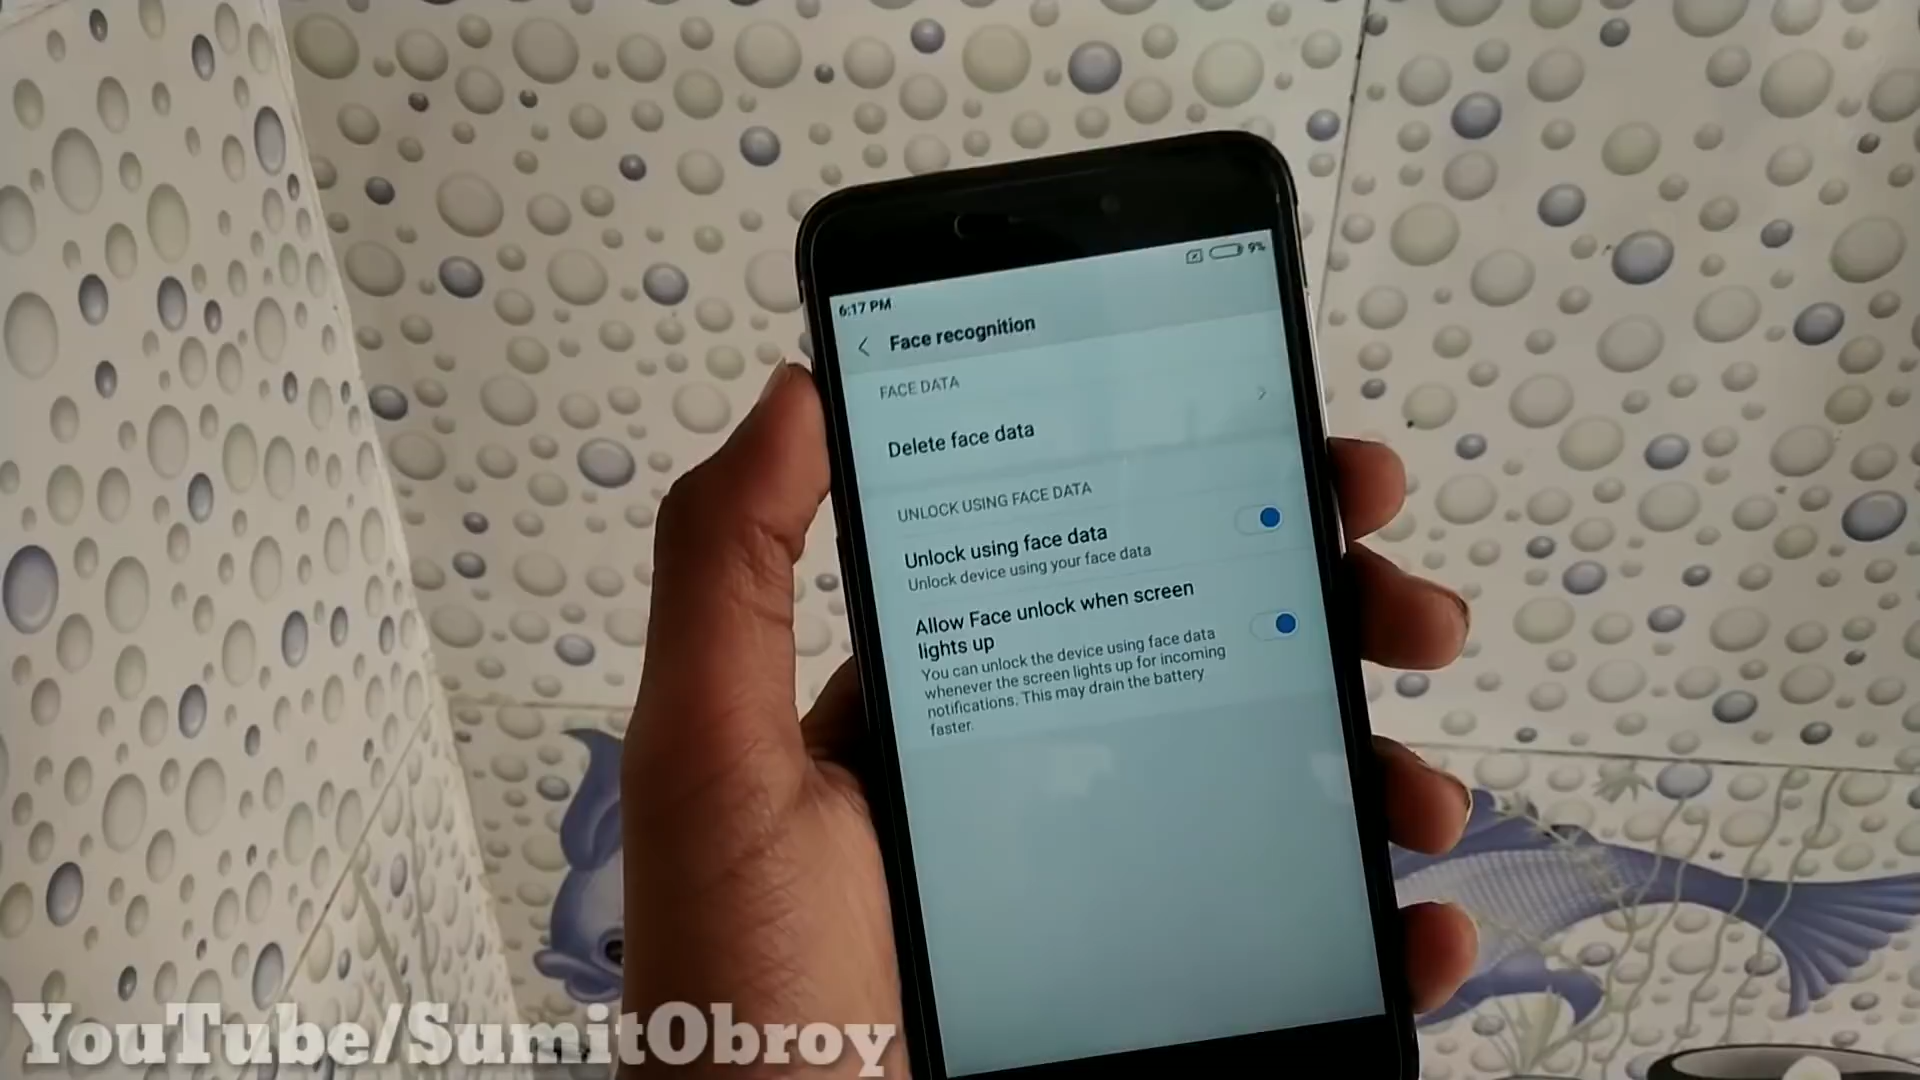 9%
6:17 PM
Face recognition
FACE DATA
Delete face data
UNLOCK USING FACE DATA
Unlock using face data
Unlock device using your face data
Allow Face unlock when screen
lights up
You can unlock the device using face data
whenever the screen lights up for incoming
notifications. This may drain the battery
faster.
YouTube/SumitObroy